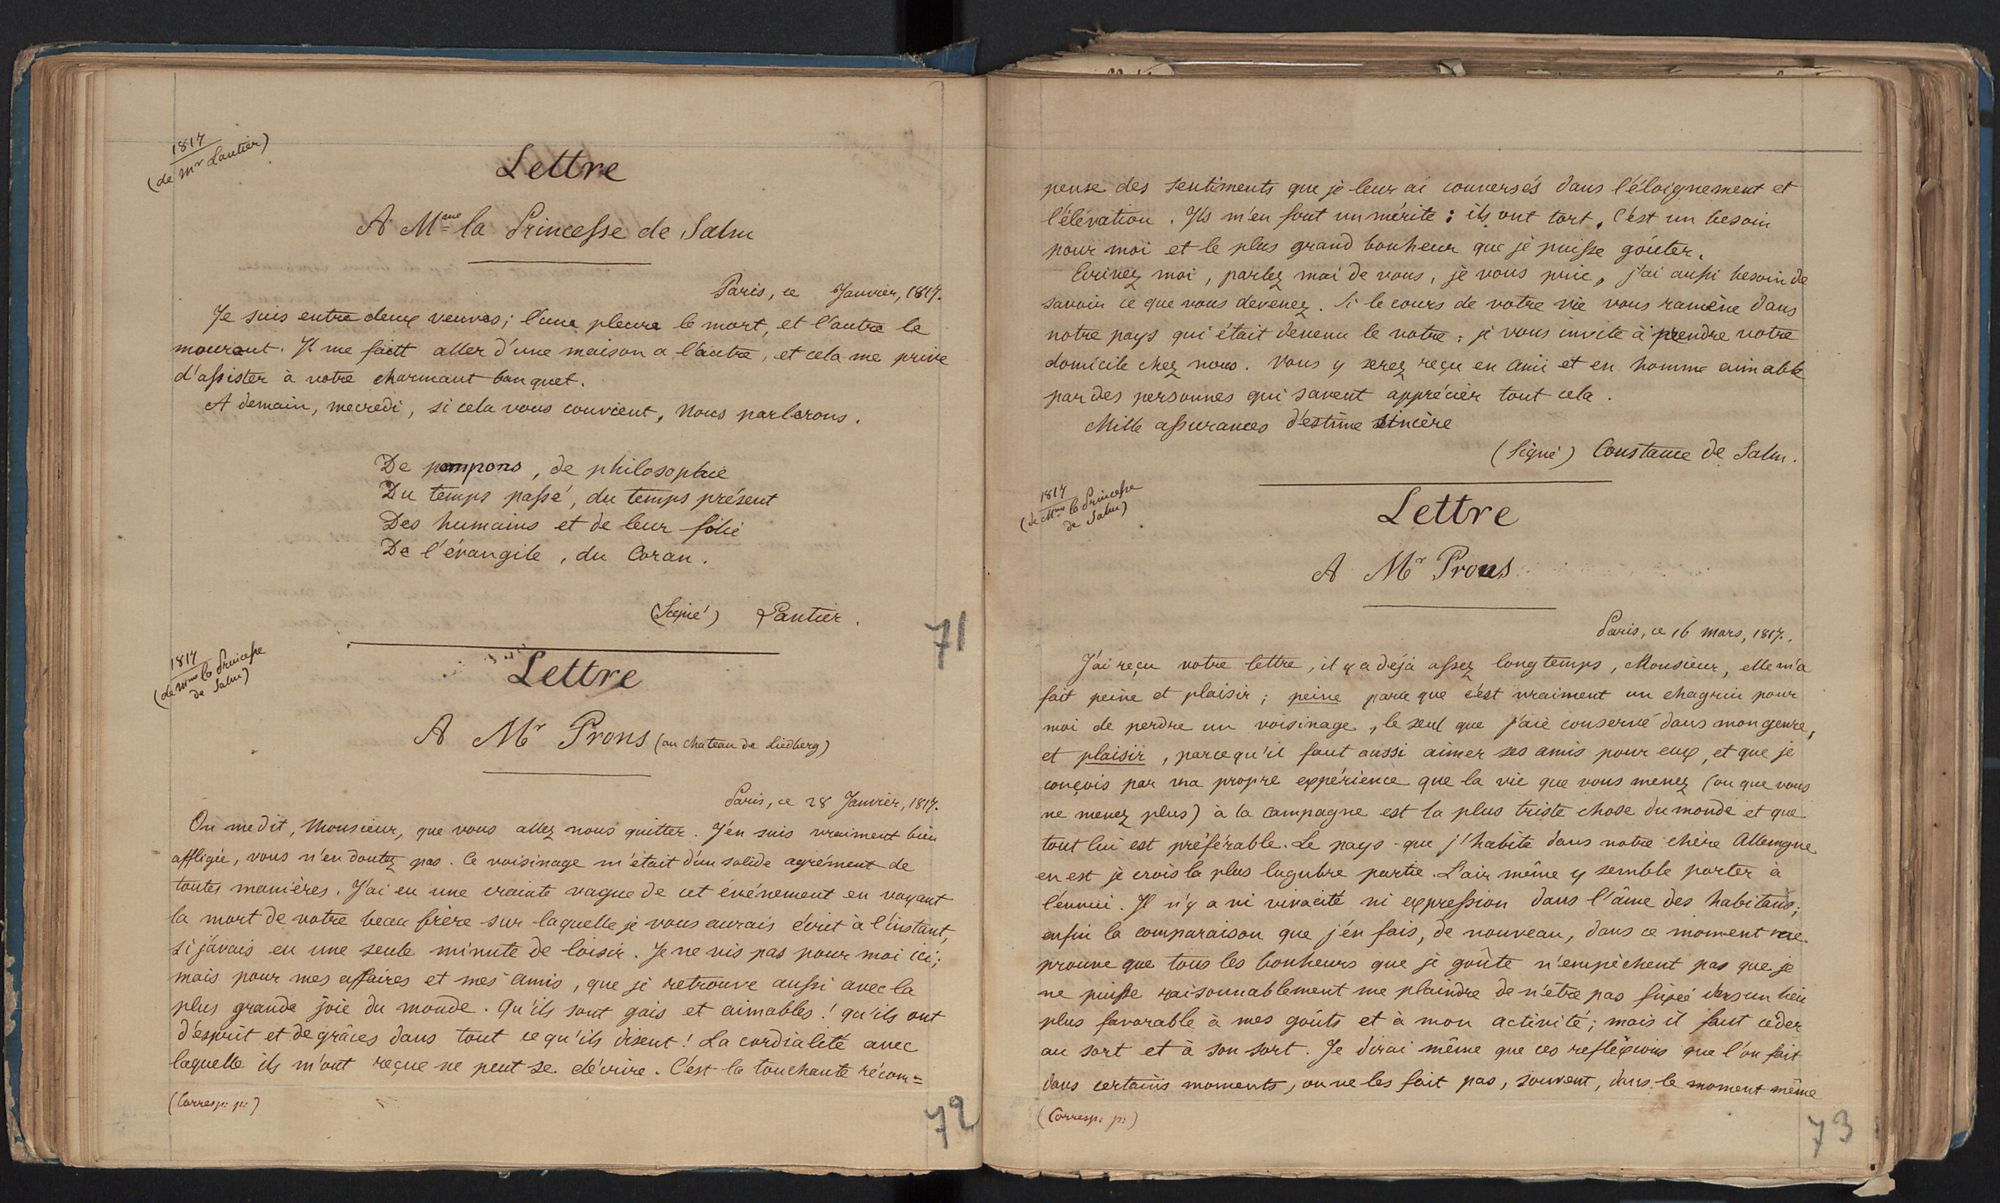 1817
(de Mr Lantier)
Lettre
A Mme la Princesse de Salm
Paris, ce Janvier, 1817.
Je suis entre deux veuves; l'une pleure le mort, et l'autre le
mourant. Il me faitt aller d'une maison a l'autre, et cela me prive
d'assister à votre charmant banquet.
A demain, mecredi, si cela vous convient, nous parlerons.
De pompons, de philosophie
Du temps passé, du temps présent
Des humains et de leur folie
De l'évangile, du Coran.
(Signé) Lantier.
71
1817
(de Mme la Princesse
de Salm)
Lettre
A Mr Prons (au chateau de Liedberg)
Paris, ce 28 Janvier, 1817.
On me dit, Monsieur, que vous allez nous quitter. J'en suis vraiment bien
affligée, vous n'en doutez pas. Ce voisinage m'était d'un solide agrément de
toutes manières. J'ai eu une crainte vague de cet événement en voyant
la mort de votre beau frère sur laquelle je vous aurais écrit à l'instant,
si j'avais eu une seule minute de loisir. Je ne vis pas pour moi ici;
mais pour mes affaires et mes amis, que je retrouve aussi avec la
plus grande joie du monde. Qu'ils sont gais et aimables! qu'ils ont
d'esprit et de grâces dans tout ce qu'ils disent! La cordialité avec
laquelle ils m'ont reçue ne peut se décrire. C'est la touchante récom=
(Corresp. p:)
72
pense des sentiments que je leur ai conversés dans l'éloignement et
l'élévation. Ils m'en font un mérite: ils ont tort, c'est un besoin
pour moi et le plus grand bonheur que je puisse goûter.
Ecrivez moi, parlez moi de vous, je vous prie, j'ai aussi besoin de
savoir ce que vous devenez. Si le cours de votre vie vous ramène dans
notre pays qui était devenu le votre, je vous invite à prendre votre
domicile chez nous. Vous y serez reçu en ami et en homme aimable
par des personnes qui savent apprécier tout cela.
Mille assurances d'estime sincère
(Signé) Constance de Salm.
1817
(de Mme la Princesse
de Salm)
Lettre
A Mr Prons
Paris, ce 16 mars, 1817.
J'ai reçu votre lettre, il y a déjà assez longtemps, Monsieur, elle m'a
fait peine et plaisir; peine parce que c'est vraiment un chagrin pour
moi de perdre un voisinage, le seul que j'aie conservé dans mon genre,
et plaisir, parcequ'il faut aussi aimer ses amis pour eux, et que je
conçois par ma propre expérience que la vie que vous menez (ou que vous
ne menez plus) à la campagne est la plus triste chose du monde et que
tout lui est préférable. Le pays que j'habite dans notre chère Allemgne
en est je crois la plus lugubre partie. L'air même y semble porter à
l'ennui. Il n'y a ni vivacité ni expression dans l'âme des habitans;
enfin la comparaison que j'en fais, de nouveau, dans ce moment me
prouve que tous les bonheurs que je goûte n'empêchent pas que je
ne puisse raisonnablement me plaindre de n'être pas fixée dans un lieu
plus favorable à mes goûts et à mon activité; mais il faut céder
au sort et à son sort. Je dirai même que ces réflexions que l'on fait
dans certains moments, on ne les fait pas, souvent, dans le moment même
(Corresp. p:)
73